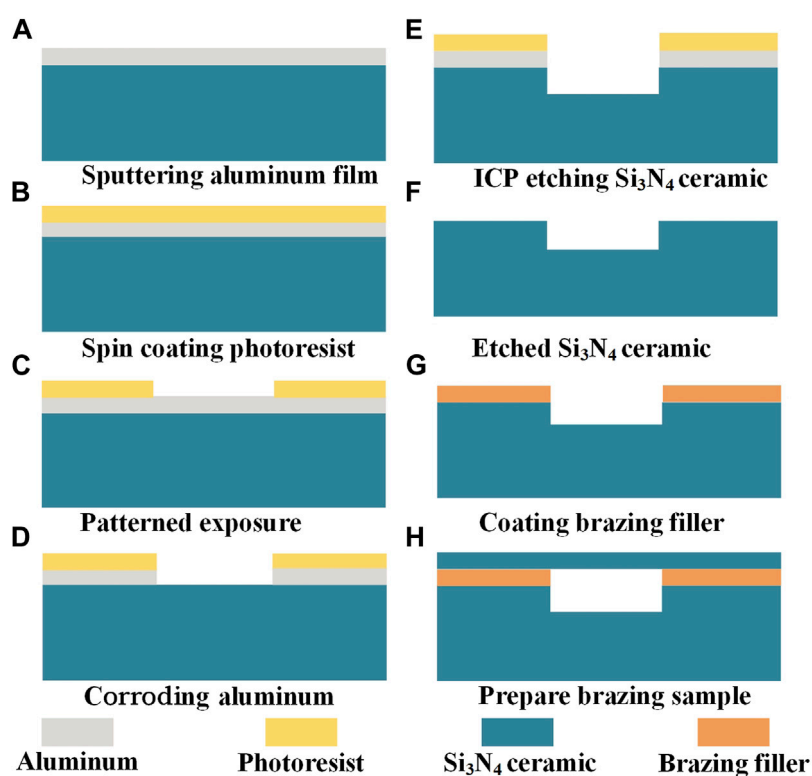 A
Sputtering aluminum film
B
Spin coating photoresist
C
Patterned exposure
D
Corroding aluminum
E
ICP etching Si₃N₄ ceramic
F
Etched Si₃N₄ ceramic
G
Coating brazing filler
H
Prepare brazing sample
Aluminum
Photoresist
Si₃N₄ ceramic
Brazing filler